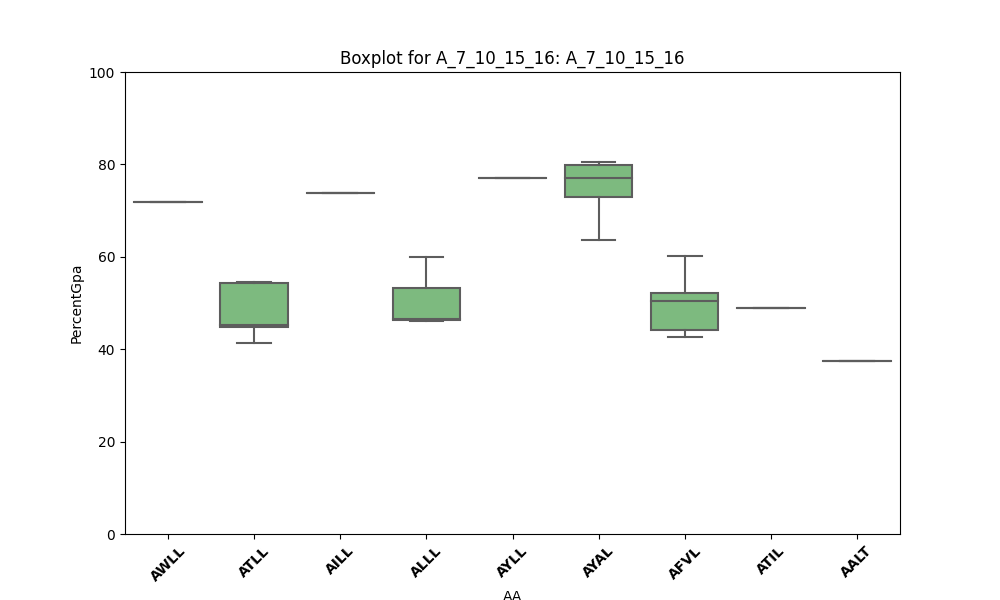 Boxplot for A_7_10_15_16: A_7_10_15_16
100
80
60
40
20
0
PercentGpa
AWLL
ATLL
AILL
ALLL
AYLL
AYAL
AFVL
ATIL
AALT
AA